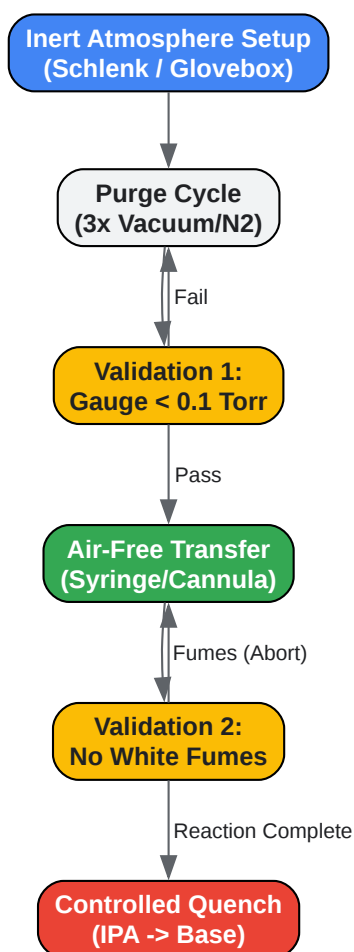 Inert Atmosphere Setup
(Schlenk / Glovebox)
Purge Cycle
(3x Vacuum/N2)
Fail
Validation 1:
Gauge < 0.1 Torr
Pass
Air-Free Transfer
(Syringe/Cannula)
Fumes (Abort)
Validation 2:
No White Fumes
Reaction Complete
Controlled Quench
(IPA -> Base)